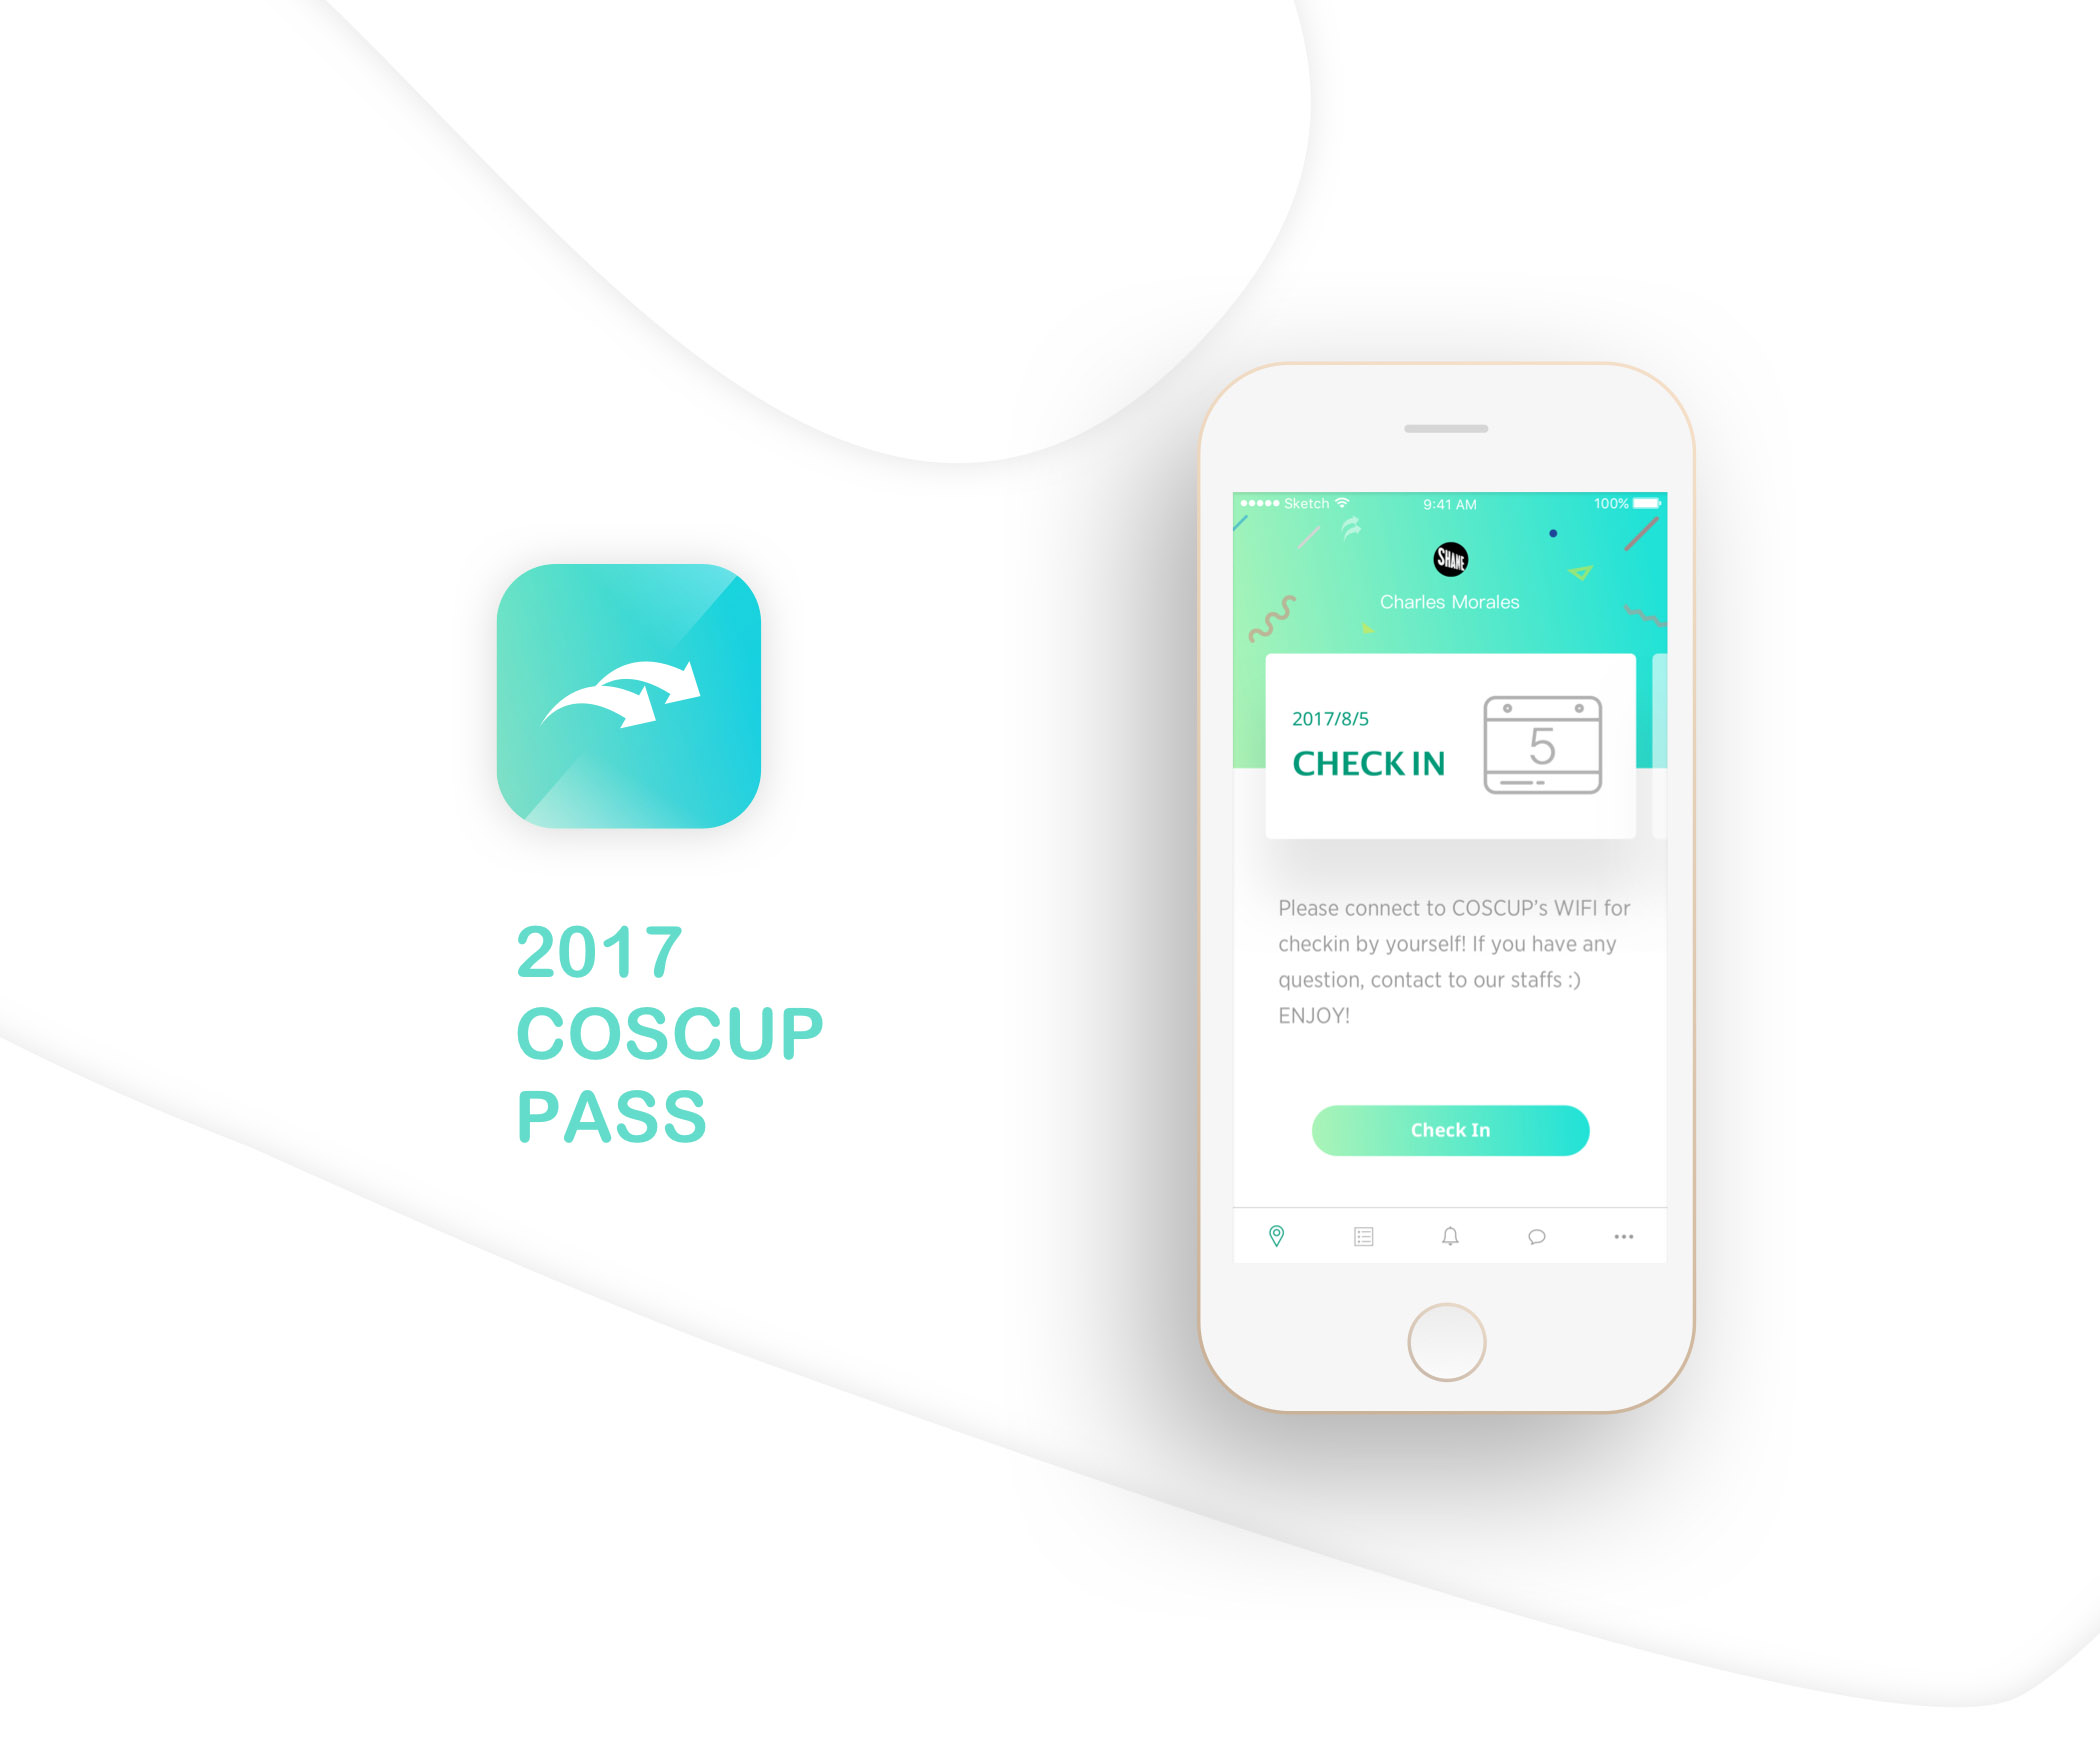 2017
COSCUP
PASS
Sketch
9:41 AM
100%
SHANE
Charles Morales
2017/8/5
CHECK IN
5
Please connect to COSCUP's WIFI for
checkin by yourself! If you have any
question, contact to our staffs :)
ENJOY!
Check In